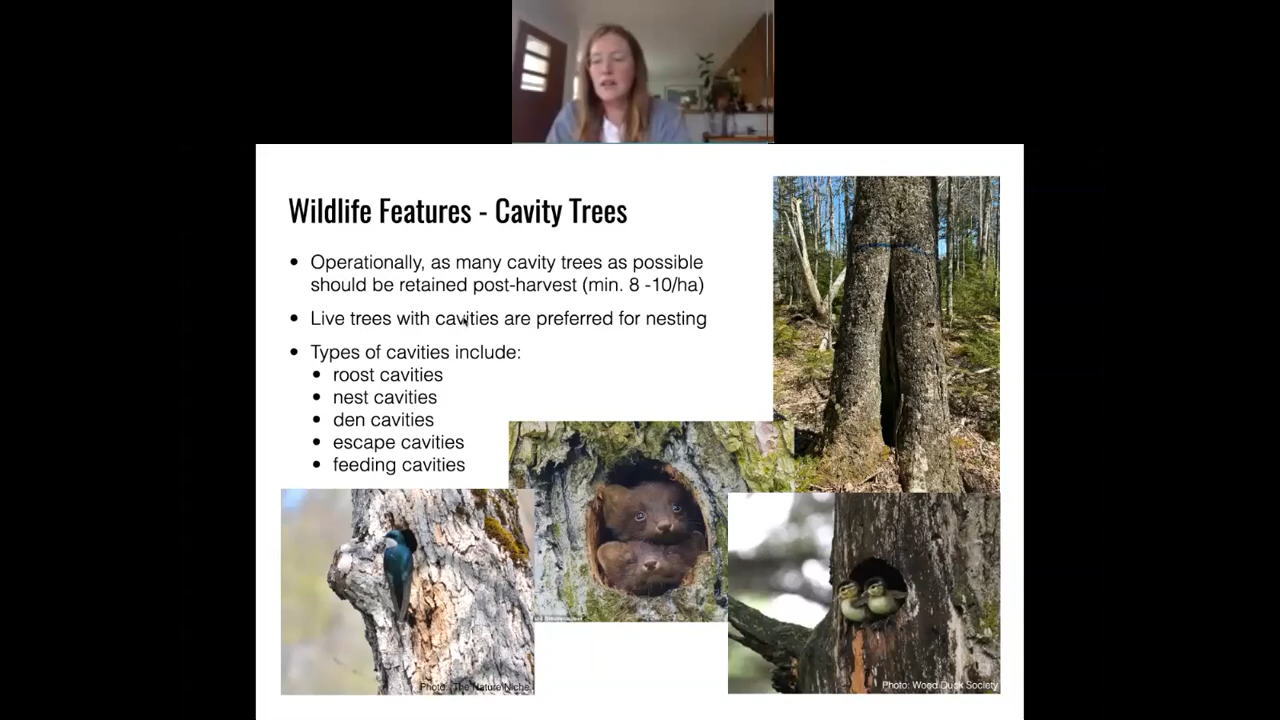 Wildlife Features - Cavity Trees
• Operationally, as many cavity trees as possible
should be retained post-harvest (min. 8 -10/ha)
• Live trees with cavities are preferred for nesting
• Types of cavities include:
• roost cavities
• nest cavities
• den cavities
• escape cavities
• feeding cavities
Photo: The Nature Niche
Photo: Wood Duck Society